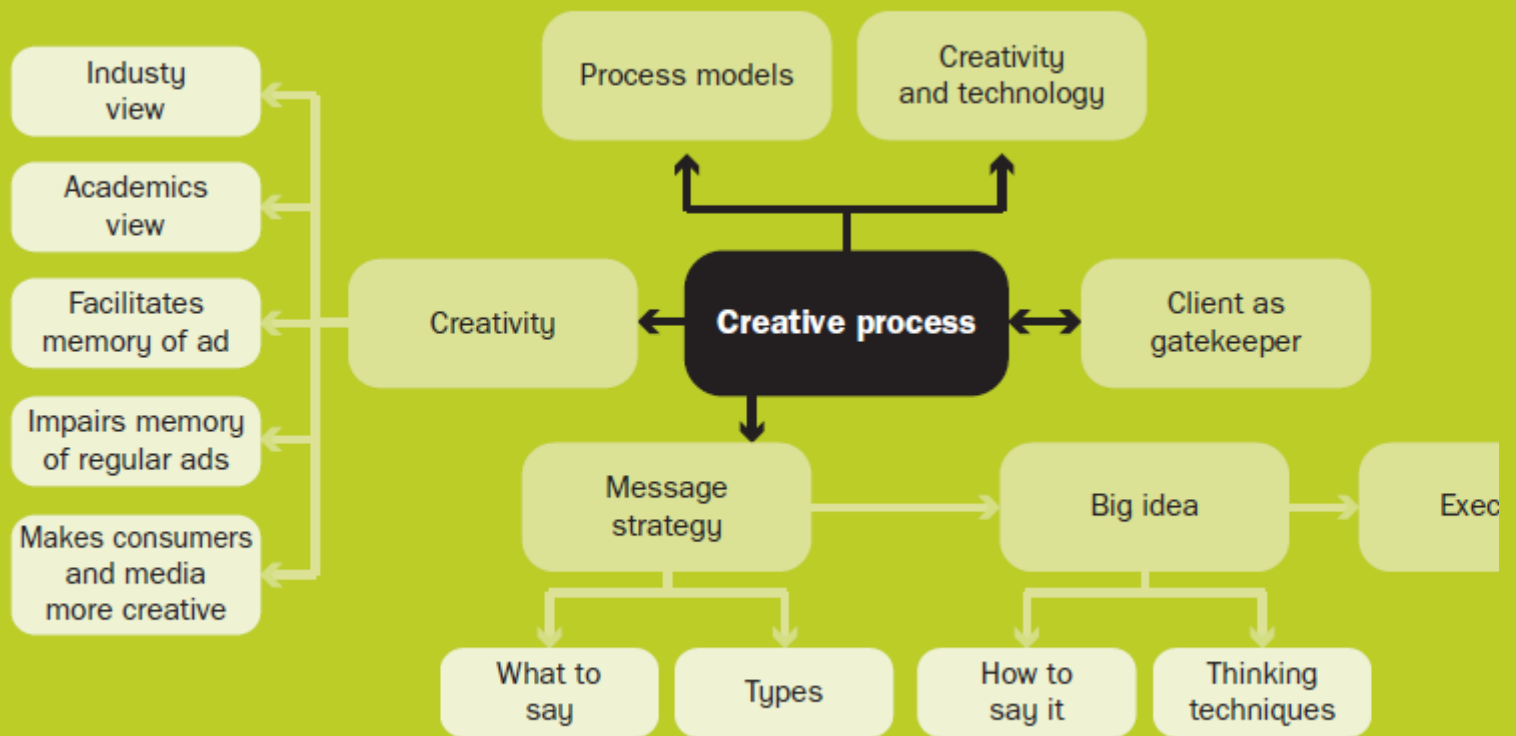 Industy
view
Academics
view
Facilitates
memory of ad
Impairs memory
of regular ads
Makes consumers
and media
more creative
Process models
Creativity
and technology
Creativity
Creative process
Client as
gatekeeper
Message
strategy
Big idea
Exec
What to
say
Types
How to
say it
Thinking
techniques